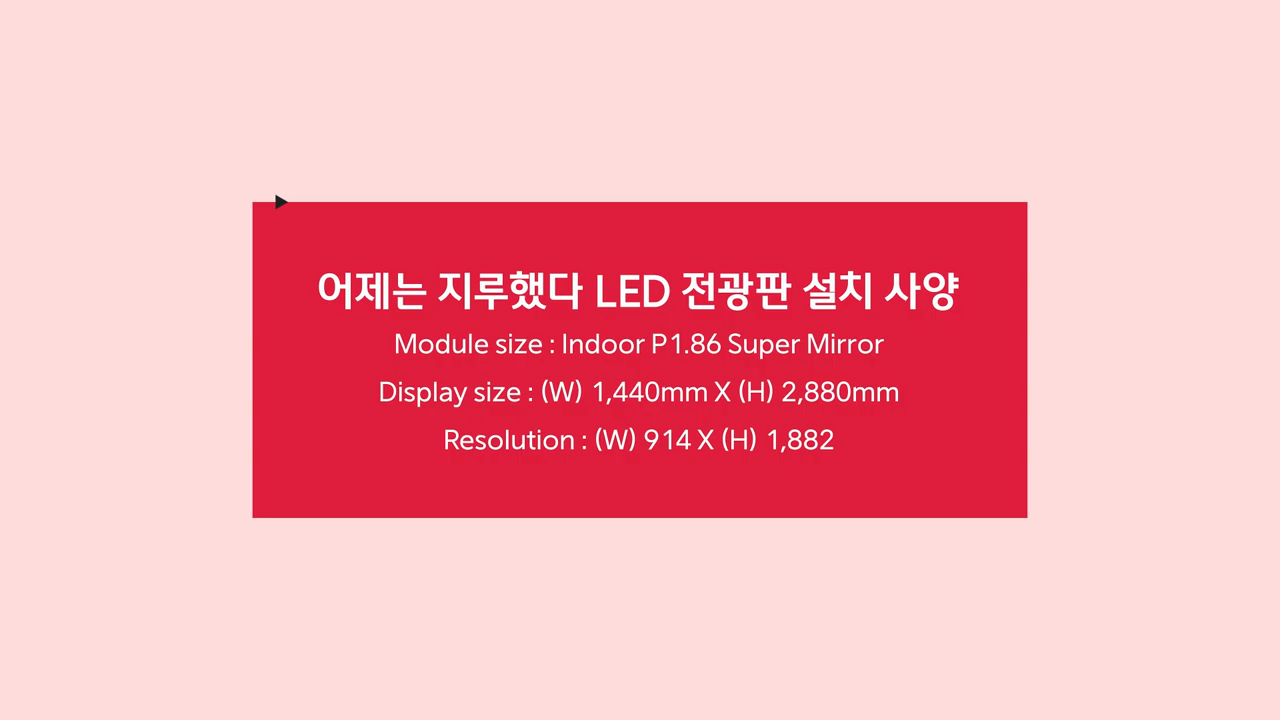 어제는 지루했다 LED 전광판 설치 사양
Module size : Indoor P1.86 Super Mirror
Display size : (W) 1,440mm X (H) 2,880mm
Resolution : (W) 914 X (H) 1,882